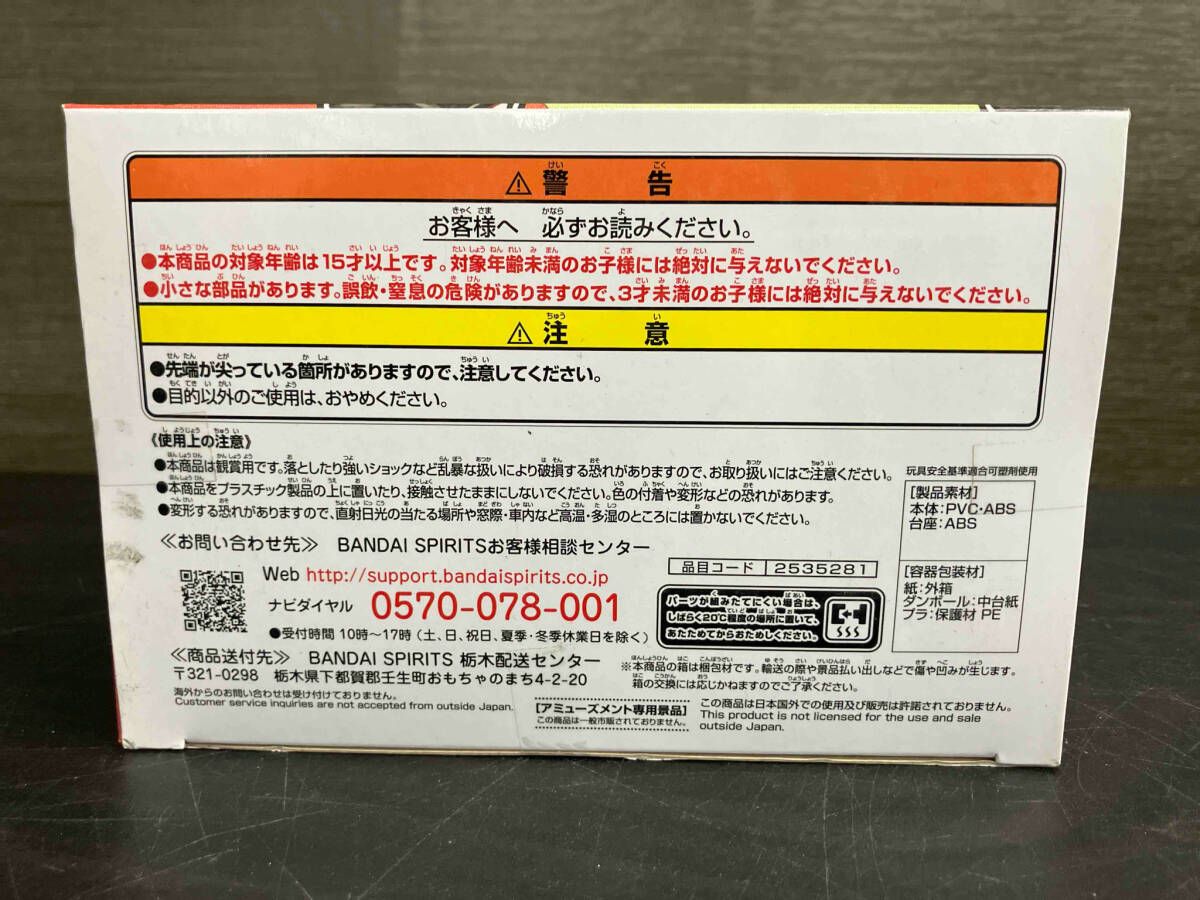 ⚠警告
お客様へ 必ずお読みください。
●本商品の対象年齢は15才以上です。対象年齢未満のお子様には絶対に与えないでください。
●小さな部品があります。誤飲・窒息の危険がありますので、3才未満のお子様には絶対に与えないでください。
⚠注意
●先端が尖っている箇所がありますので、注意してください。
●目的以外のご使用は、おやめください。
《使用上の注意》
●本商品は観賞用です。落としたり強いショックなど乱暴な扱いにより破損する恐れがありますので、お取り扱いにはご注意ください。
●本商品をプラスチック製品の上に置いたり、接触させたままにしないでください。色の付着や変形などの恐れがあります。
●変形する恐れがありますので、直射日光の当たる場所や窓際・車内など高温・多湿のところには置かないでください。
玩具安全基準適合可塑剤使用
[製品素材]
本体:PVC・ABS
台座:ABS
[容器包装材]
紙:外箱
ダンボール:中台紙
プラ:保護材 PE
≪お問い合わせ先≫ BANDAI SPIRITSお客様相談センター
Web http://support.bandaispirits.co.jp
ナビダイヤル 0570-078-001
●受付時間 10時〜17時(土、日、祝日、夏季・冬季休業日を除く)
品目コード 2535281
パーツが組みたてにくい場合は、
しばらく20℃程度の場所に置いて、
あたためてからおためしください。
≪商品送付先≫ BANDAI SPIRITS 栃木配送センター
〒321-0298 栃木県下都賀郡壬生町おもちゃのまち4-2-20
海外からのお問い合わせは受け付けておりません。
Customer service inquiries are not accepted from outside Japan.
※本商品の箱は梱包材です。輸送の際や景品払い出しなどで傷や凹みが生じます。
箱の交換には応じかねますのでご了承ください。
[アミューズメント専用景品]
この商品は一般市販されておりません。
この商品は日本国外での使用及び販売は許諾されておりません。
This product is not licensed for the use and sale
outside Japan.